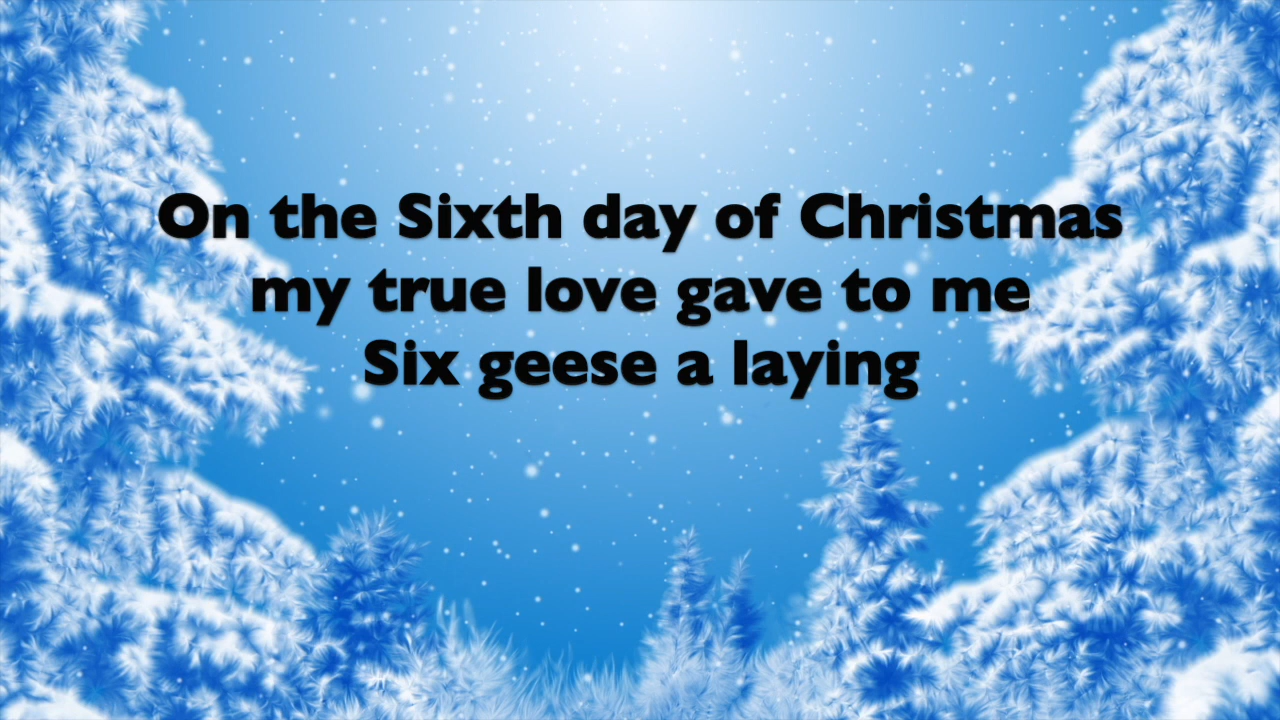 On the Sixth day of Christmas
my true love gave to me
Six geese a laying